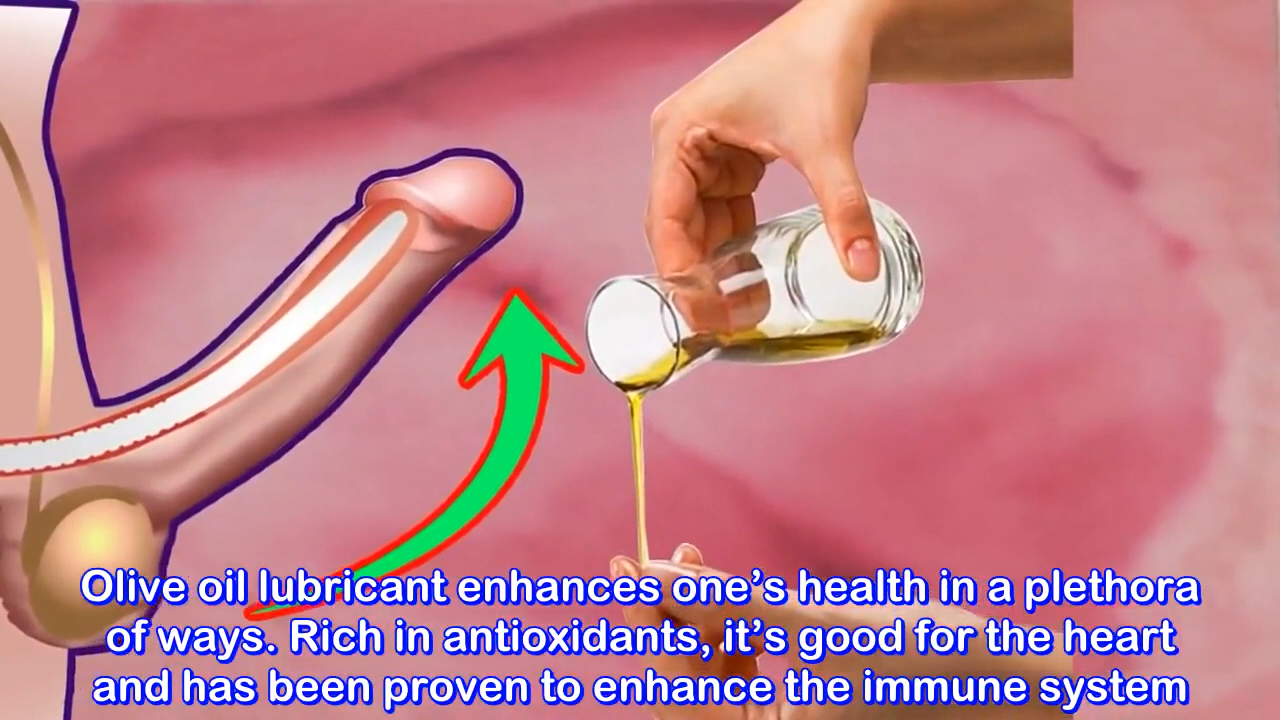 Olive oil lubricant enhances one’s health in a plethora
of ways. Rich in antioxidants, it’s good for the heart
and has been proven to enhance the immune system